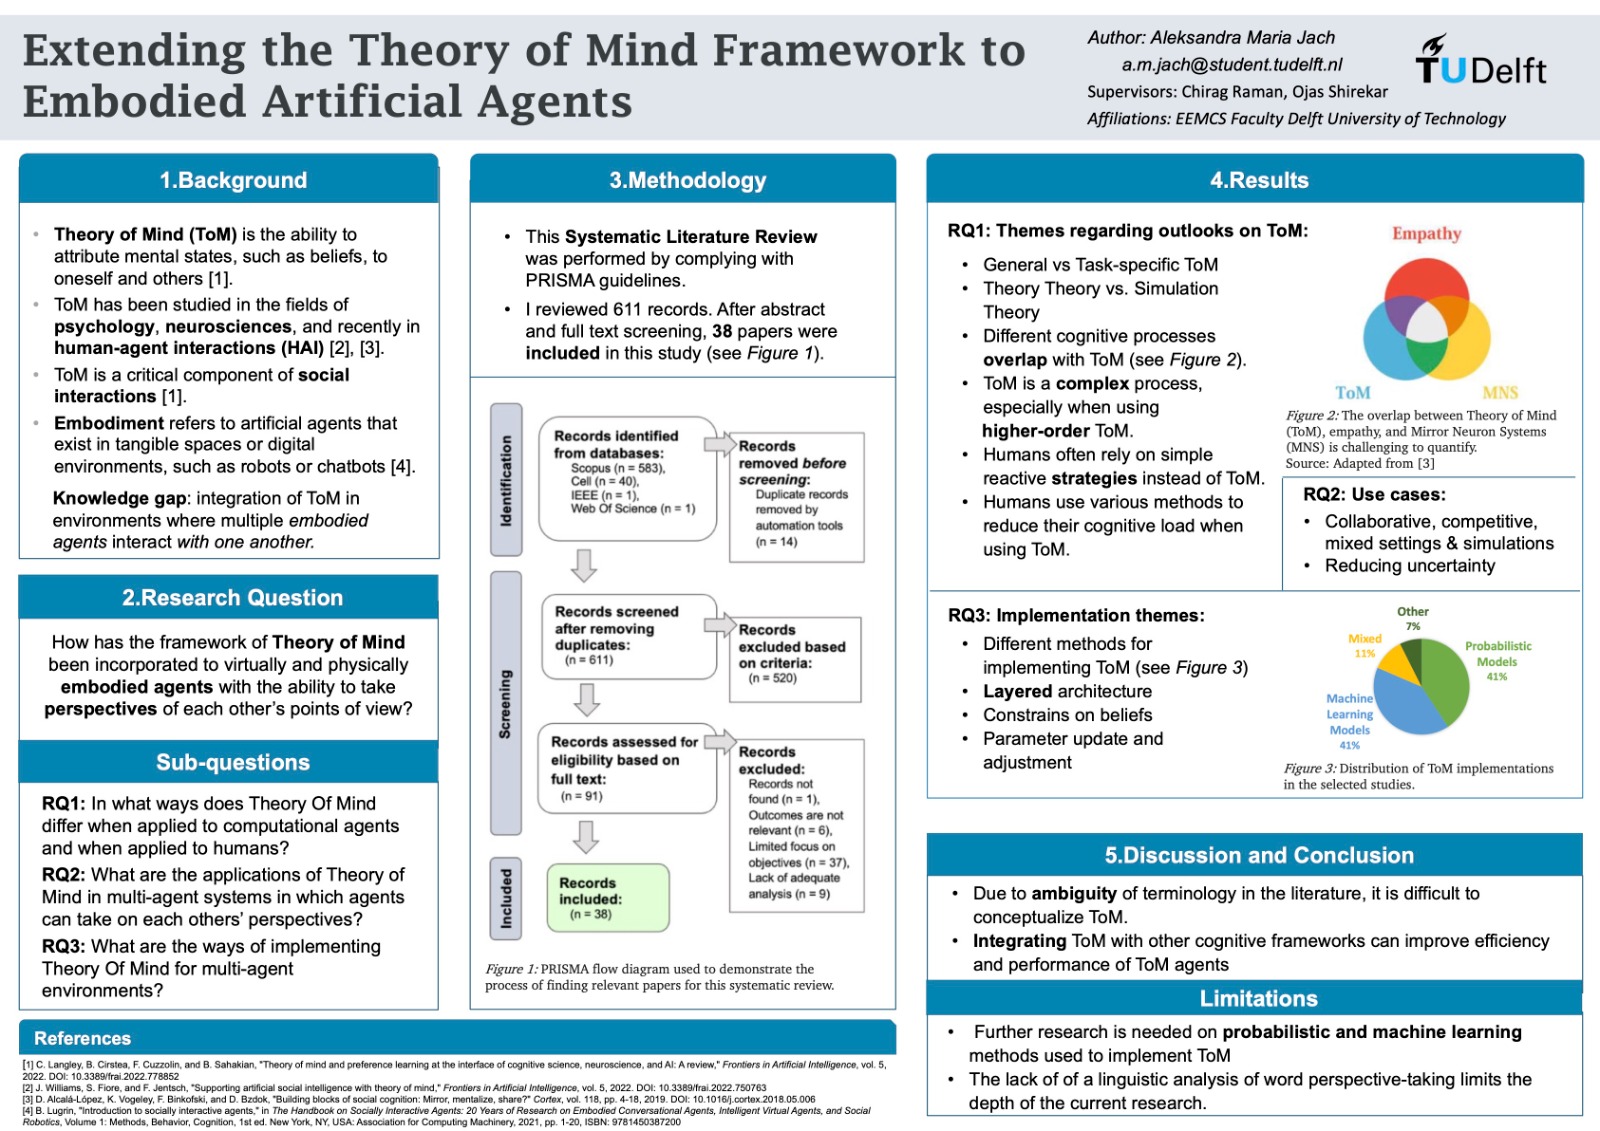 Extending the Theory of Mind Framework to
Embodied Artificial Agents
Author: Aleksandra Maria Jach
a.m.jach@student.tudelft.nl
Supervisors: Chirag Raman, Ojas Shirekar
Affiliations: EEMCS Faculty Delft University of Technology
TU Delft
1.Background
• Theory of Mind (ToM) is the ability to
attribute mental states, such as beliefs, to
oneself and others [1].
• ToM has been studied in the fields of
psychology, neurosciences, and recently in
human-agent interactions (HAI) [2], [3].
• ToM is a critical component of social
interactions [1].
• Embodiment refers to artificial agents that
exist in tangible spaces or digital
environments, such as robots or chatbots [4].
Knowledge gap: integration of ToM in
environments where multiple embodied
agents interact with one another.
2.Research Question
How has the framework of Theory of Mind
been incorporated to virtually and physically
embodied agents with the ability to take
perspectives of each other's points of view?
Sub-questions
RQ1: In what ways does Theory Of Mind
differ when applied to computational agents
and when applied to humans?
RQ2: What are the applications of Theory of
Mind in multi-agent systems in which agents
can take on each others' perspectives?
RQ3: What are the ways of implementing
Theory Of Mind for multi-agent
environments?
3.Methodology
• This Systematic Literature Review
was performed by complying with
PRISMA guidelines.
• I reviewed 611 records. After abstract
and full text screening, 38 papers were
included in this study (see Figure 1).
Identification
Records identified
from databases:
Scopus (n = 583),
Cell (n = 40),
IEEE (n = 1),
Web Of Science (n = 1)
Records
removed before
screening:
Duplicate records
removed by
automation tools
(n = 14)
Screening
Records screened
after removing
duplicates:
(n = 611)
Records
excluded based
on criteria:
(n = 520)
Records assessed for
eligibility based on
full text:
(n = 91)
Records
excluded:
Records not
found (n = 1),
Outcomes are not
relevant (n = 6),
Limited focus on
objectives (n = 37),
Lack of adequate
analysis (n = 9)
Included
Records
included:
(n = 38)
Figure 1: PRISMA flow diagram used to demonstrate the
process of finding relevant papers for this systematic review.
4.Results
RQ1: Themes regarding outlooks on ToM:
• General vs Task-specific ToM
• Theory Theory vs. Simulation
Theory
• Different cognitive processes
overlap with ToM (see Figure 2).
• ToM is a complex process,
especially when using
higher-order ToM.
• Humans often rely on simple
reactive strategies instead of ToM.
• Humans use various methods to
reduce their cognitive load when
using ToM.
Empathy
ToM
MNS
Figure 2: The overlap between Theory of Mind
(ToM), empathy, and Mirror Neuron Systems
(MNS) is challenging to quantify.
Source: Adapted from [3]
RQ2: Use cases:
• Collaborative, competitive,
mixed settings & simulations
• Reducing uncertainty
RQ3: Implementation themes:
• Different methods for
implementing ToM (see Figure 3)
• Layered architecture
• Constrains on beliefs
• Parameter update and
adjustment
Other
7%
Mixed
11%
Probabilistic
Models
41%
Machine
Learning
Models
41%
Figure 3: Distribution of ToM implementations
in the selected studies.
5.Discussion and Conclusion
• Due to ambiguity of terminology in the literature, it is difficult to
conceptualize ToM.
• Integrating ToM with other cognitive frameworks can improve efficiency
and performance of ToM agents
Limitations
• Further research is needed on probabilistic and machine learning
methods used to implement ToM
• The lack of of a linguistic analysis of word perspective-taking limits the
depth of the current research.
References
[1] C. Langley, B. Cirstea, F. Cuzzolin, and B. Sahakian, "Theory of mind and preference learning at the interface of cognitive science, neuroscience, and AI: A review," Frontiers in Artificial Intelligence, vol. 5,
2022. DOI: 10.3389/frai.2022.778852
[2] J. Williams, S. Fiore, and F. Jentsch, "Supporting artificial social intelligence with theory of mind," Frontiers in Artificial Intelligence, vol. 5, 2022. DOI: 10.3389/frai.2022.750763
[3] D. Alcalá-López, K. Vogeley, F. Binkofski, and D. Bzdok, "Building blocks of social cognition: Mirror, mentalize, share?" Cortex, vol. 118, pp. 4-18, 2019. DOI: 10.1016/j.cortex.2018.05.006
[4] B. Lugrin, "Introduction to socially interactive agents," in The Handbook on Socially Interactive Agents: 20 Years of Research on Embodied Conversational Agents, Intelligent Virtual Agents, and Social
Robotics, Volume 1: Methods, Behavior, Cognition, 1st ed. New York, NY, USA: Association for Computing Machinery, 2021, pp. 1-20, ISBN: 9781450387200